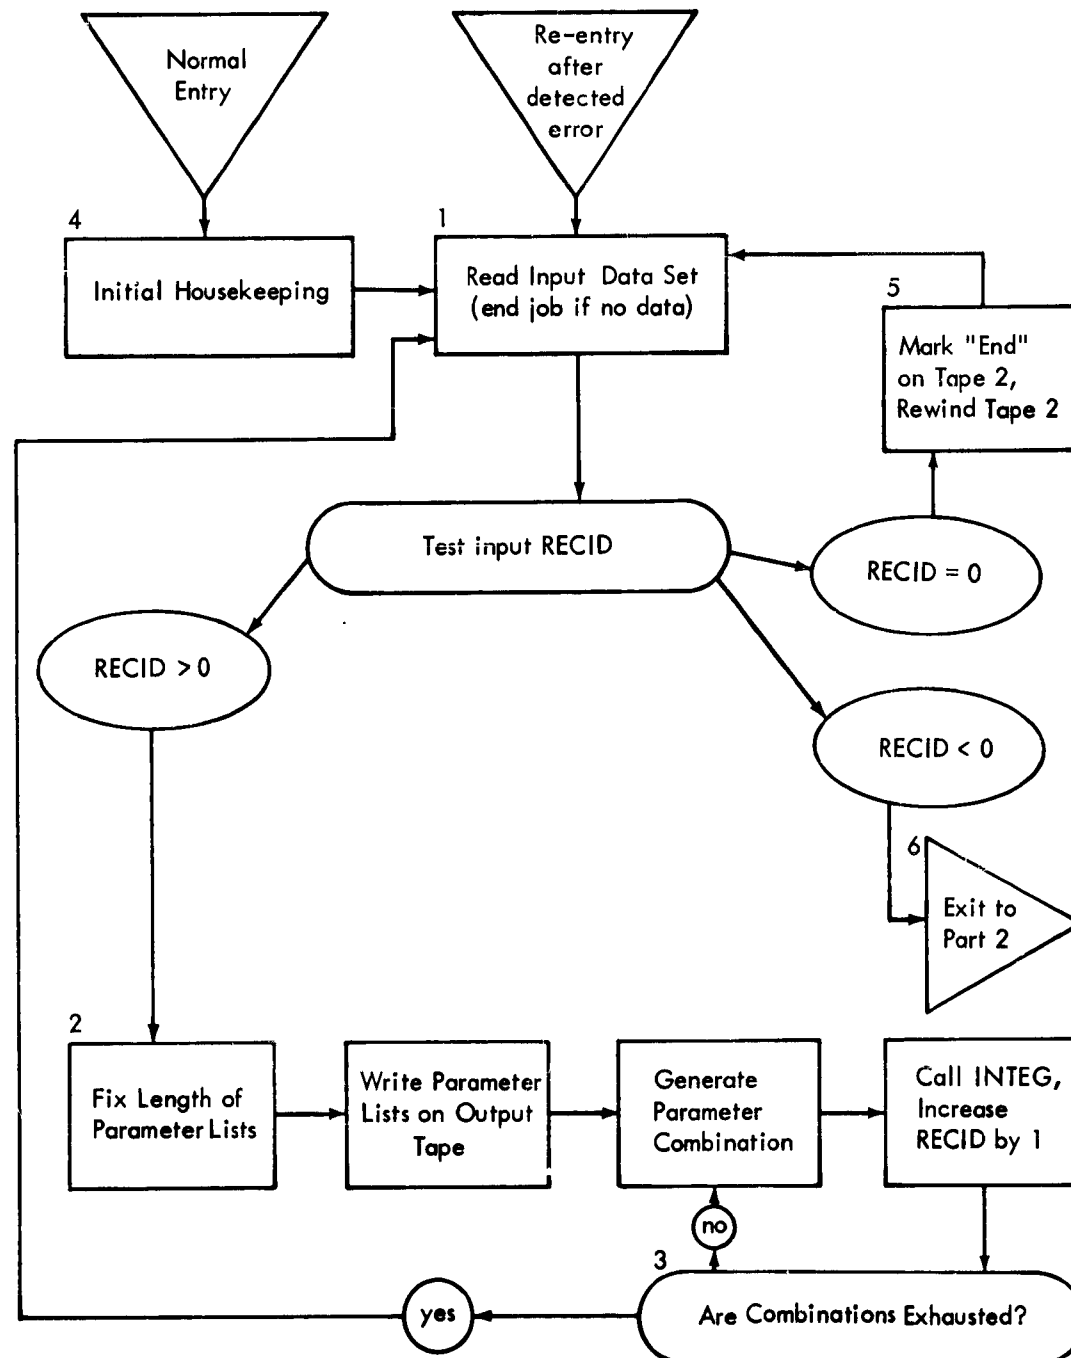 Normal
Entry
Re-entry
after
detected
error
4
Initial Housekeeping
1
Read Input Data Set
(end job if no data)
5
Mark "End"
on Tape 2,
Rewind Tape 2
Test input RECID
RECID = 0
RECID > 0
RECID < 0
6
Exit to
Part 2
2
Fix Length of
Parameter Lists
Write Parameter
Lists on Output
Tape
Generate
Parameter
Combination
Call INTEG,
Increase
RECID by 1
no
3
Are Combinations Exhausted?
yes